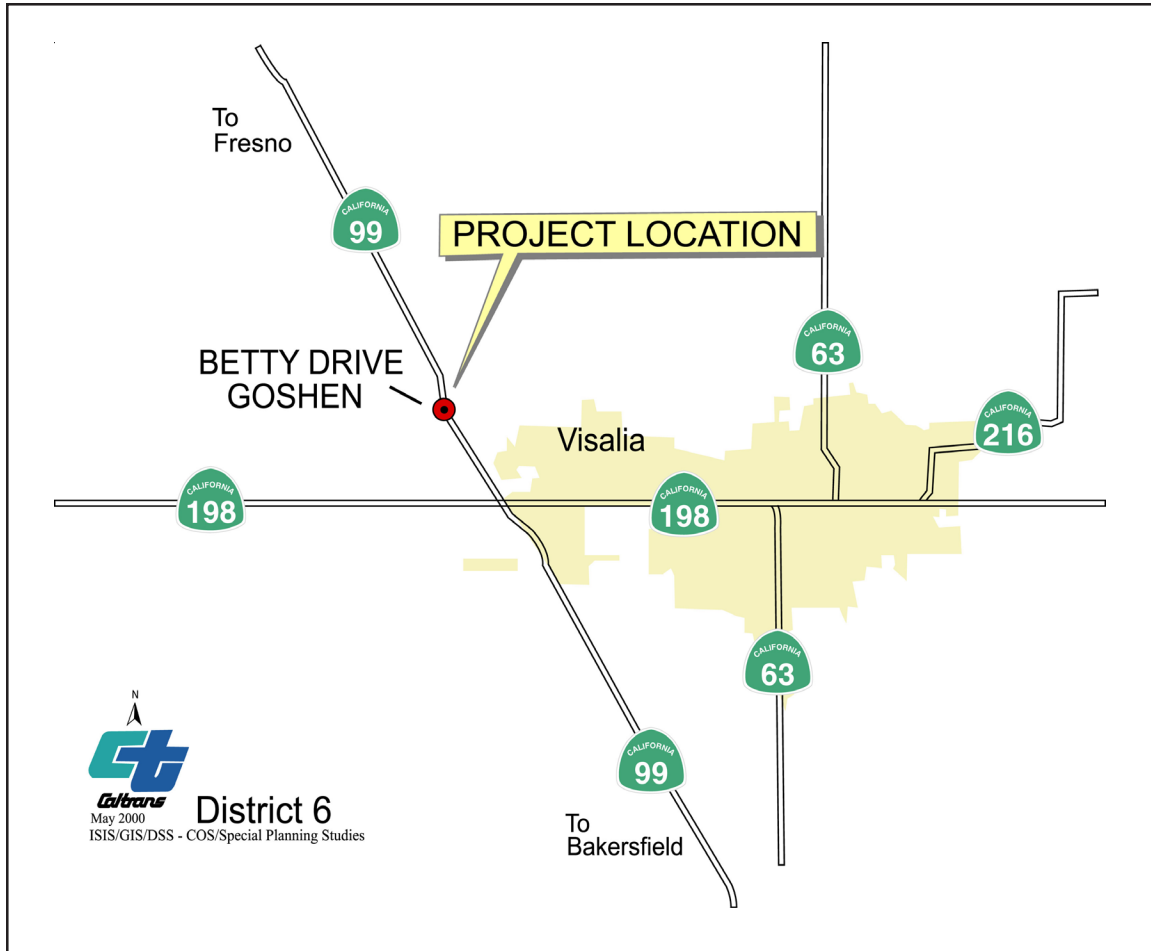 To
Fresno
CALIFORNIA
99
PROJECT LOCATION
CALIFORNIA
63
BETTY DRIVE
GOSHEN
CALIFORNIA
216
Visalia
CALIFORNIA
198
CALIFORNIA
198
CALIFORNIA
63
N
CALIFORNIA
99
ct
Caltrans
District 6
May 2000
ISIS/GIS/DSS - COS/Special Planning Studies
To
Bakersfield